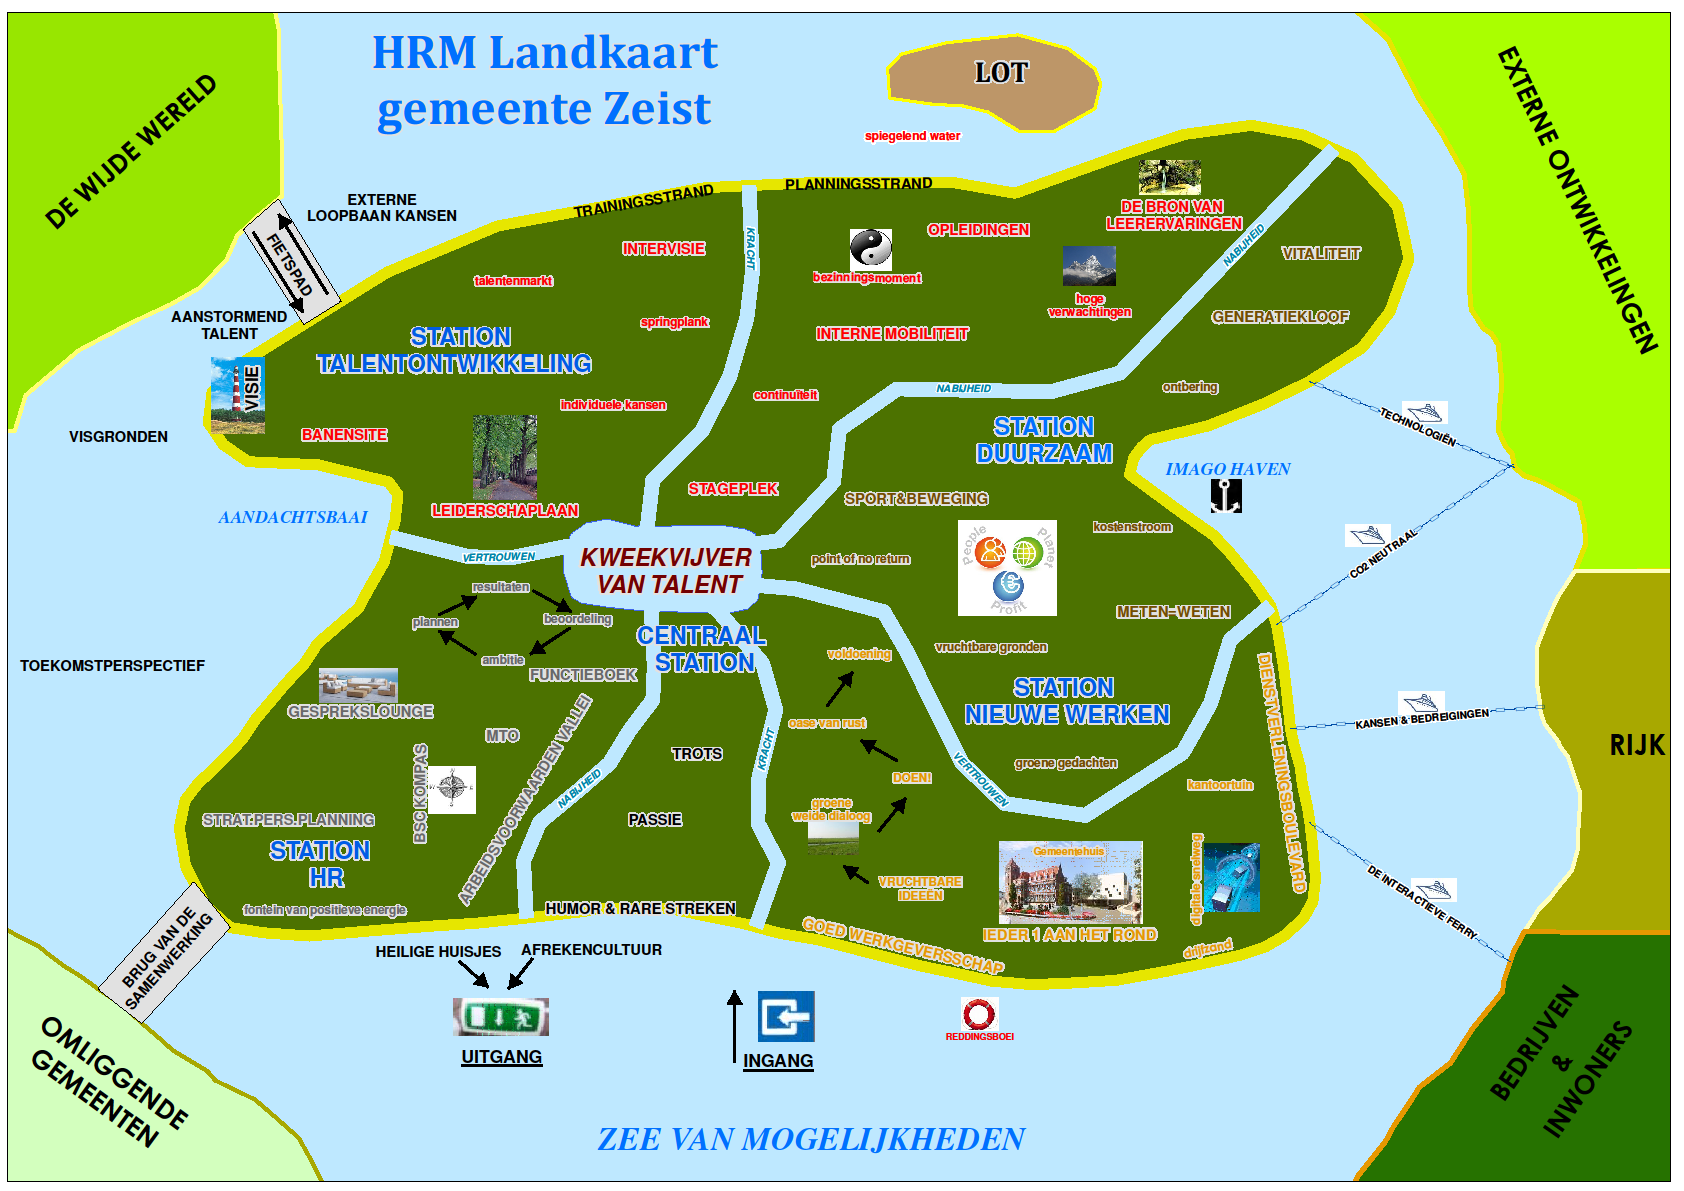 HRM Landkaart
gemeente Zeist
LOT
spiegelend water
DE WIJDE WERELD
EXTERNE ONTWIKKELINGEN
EXTERNE
LOOPBAAN KANSEN
FIETSPAD
AANSTORMEND
TALENT
VISIE
VISGRONDEN
AANDACHTSBAAI
TOEKOMSTPERSPECTIEF
TRAININGSSTRAND
PLANNINGSSTRAND
INTERVISIE
talentenmarkt
springplank
STATION
TALENTONTWIKKELING
individuele kansen
BANENSITE
LEIDERSCHAPLAAN
KRACHT
OPLEIDINGEN
bezinningsmoment
DE BRON VAN
LEERERVARINGEN
hoge
verwachtingen
INTERNE MOBILITEIT
continuïteit
STAGEPLEK
NABIJHEID
NABIJHEID
VITALITEIT
GENERATIEKLOOF
ontbering
STATION
DUURZAAM
IMAGO HAVEN
SPORT&BEWEGING
kostenstroom
point of no return
People
Planet
Profit
METEN=WETEN
vruchtbare gronden
STATION
NIEUWE WERKEN
groene gedachten
TECHNOLOGIËN
CO2 NEUTRAAL
KANSEN & BEDREIGINGEN
DE INTERACTIEVE FERRY
RIJK
VERTROUWEN
KWEEKVIJVER
VAN TALENT
CENTRAAL
STATION
resultaten
plannen
beoordeling
ambitie
FUNCTIEBOEK
GESPREKSLOUNGE
MTO
BSC KOMPAS
ARBEIDSVOORWAARDEN VALLEI
STRAT.PERS.PLANNING
STATION
HR
fontein van positieve energie
NABIJHEID
TROTS
PASSIE
HUMOR & RARE STREKEN
KRACHT
voldoening
oase van rust
DOEN!
groene
weide dialoog
VRUCHTBARE
IDEEËN
VERTROUWEN
DIENSTVERLENINGSBOULEVARD
kantoortuin
Gemeentehuis
digitale snelweg
IEDER 1 AAN HET ROND
drijfzand
GOED WERKGEVERSSCHAP
BRUG VAN DE
SAMENWERKING
OMLIGGENDE
GEMEENTEN
HEILIGE HUISJES
AFREKENCULTUUR
UITGANG
INGANG
REDDINGSBOEI
BEDRIJVEN
&
INWONERS
ZEE VAN MOGELIJKHEDEN